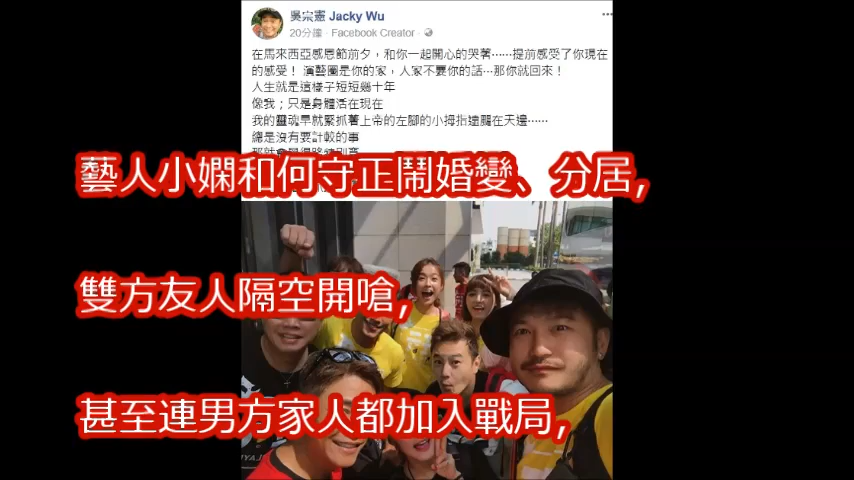 吳宗憲 Jacky Wu
20分鐘 · Facebook Creator ·
在馬來西亞感恩節前夕，和你一起開心的哭著⋯⋯提前感受了你現在
的感受！ 演藝圈是你的家，人家不要你的話⋯那你就回來！
人生就是這樣子短短幾十年
像我；只是身體活在現在
我的靈魂早就緊抓著上帝的左腳的小拇指遠颺在天邊⋯⋯
總是沒有要計較的事
藝人小嫻和何守正鬧婚變、分居,
雙方友人隔空開嗆,
甚至連男方家人都加入戰局,